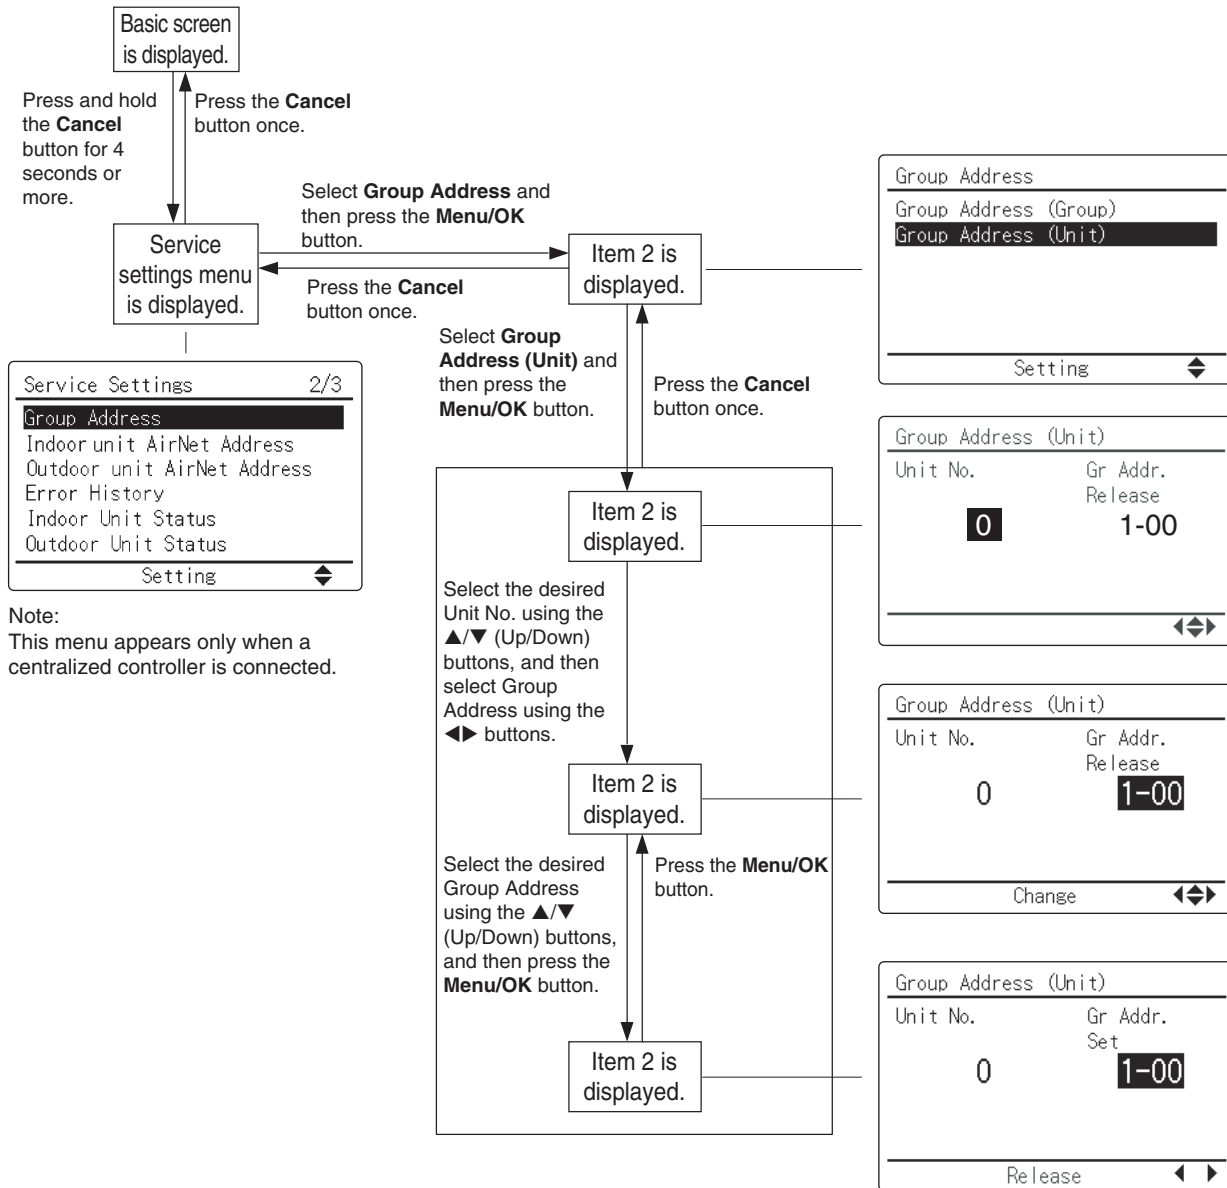 Basic screen
is displayed.
Press and hold
the Cancel
button for 4
seconds or
more.
Press the Cancel
button once.
Service
settings menu
is displayed.
Select Group Address and
then press the Menu/OK
button.
Press the Cancel
button once.
Item 2 is
displayed.
Group Address
Group Address (Group)
Group Address (Unit)
Setting
Service Settings 2/3
Group Address
Indoor unit AirNet Address
Outdoor unit AirNet Address
Error History
Indoor Unit Status
Outdoor Unit Status
Setting
Note:
This menu appears only when a
centralized controller is connected.
Select Group
Address (Unit) and
then press the
Menu/OK button.
Press the Cancel
button once.
Item 2 is
displayed.
Group Address (Unit)
Unit No. Gr Addr.
Release
0 1-00
Select the desired
Unit No. using the
▲/▼ (Up/Down)
buttons, and then
select Group
Address using the
◀▶ buttons.
Item 2 is
displayed.
Group Address (Unit)
Unit No. Gr Addr.
Release
0 1-00
Change
Select the desired
Group Address
using the ▲/▼
(Up/Down) buttons,
and then press the
Menu/OK button.
Press the Menu/OK
button.
Item 2 is
displayed.
Group Address (Unit)
Unit No. Gr Addr.
Set
0 1-00
Release